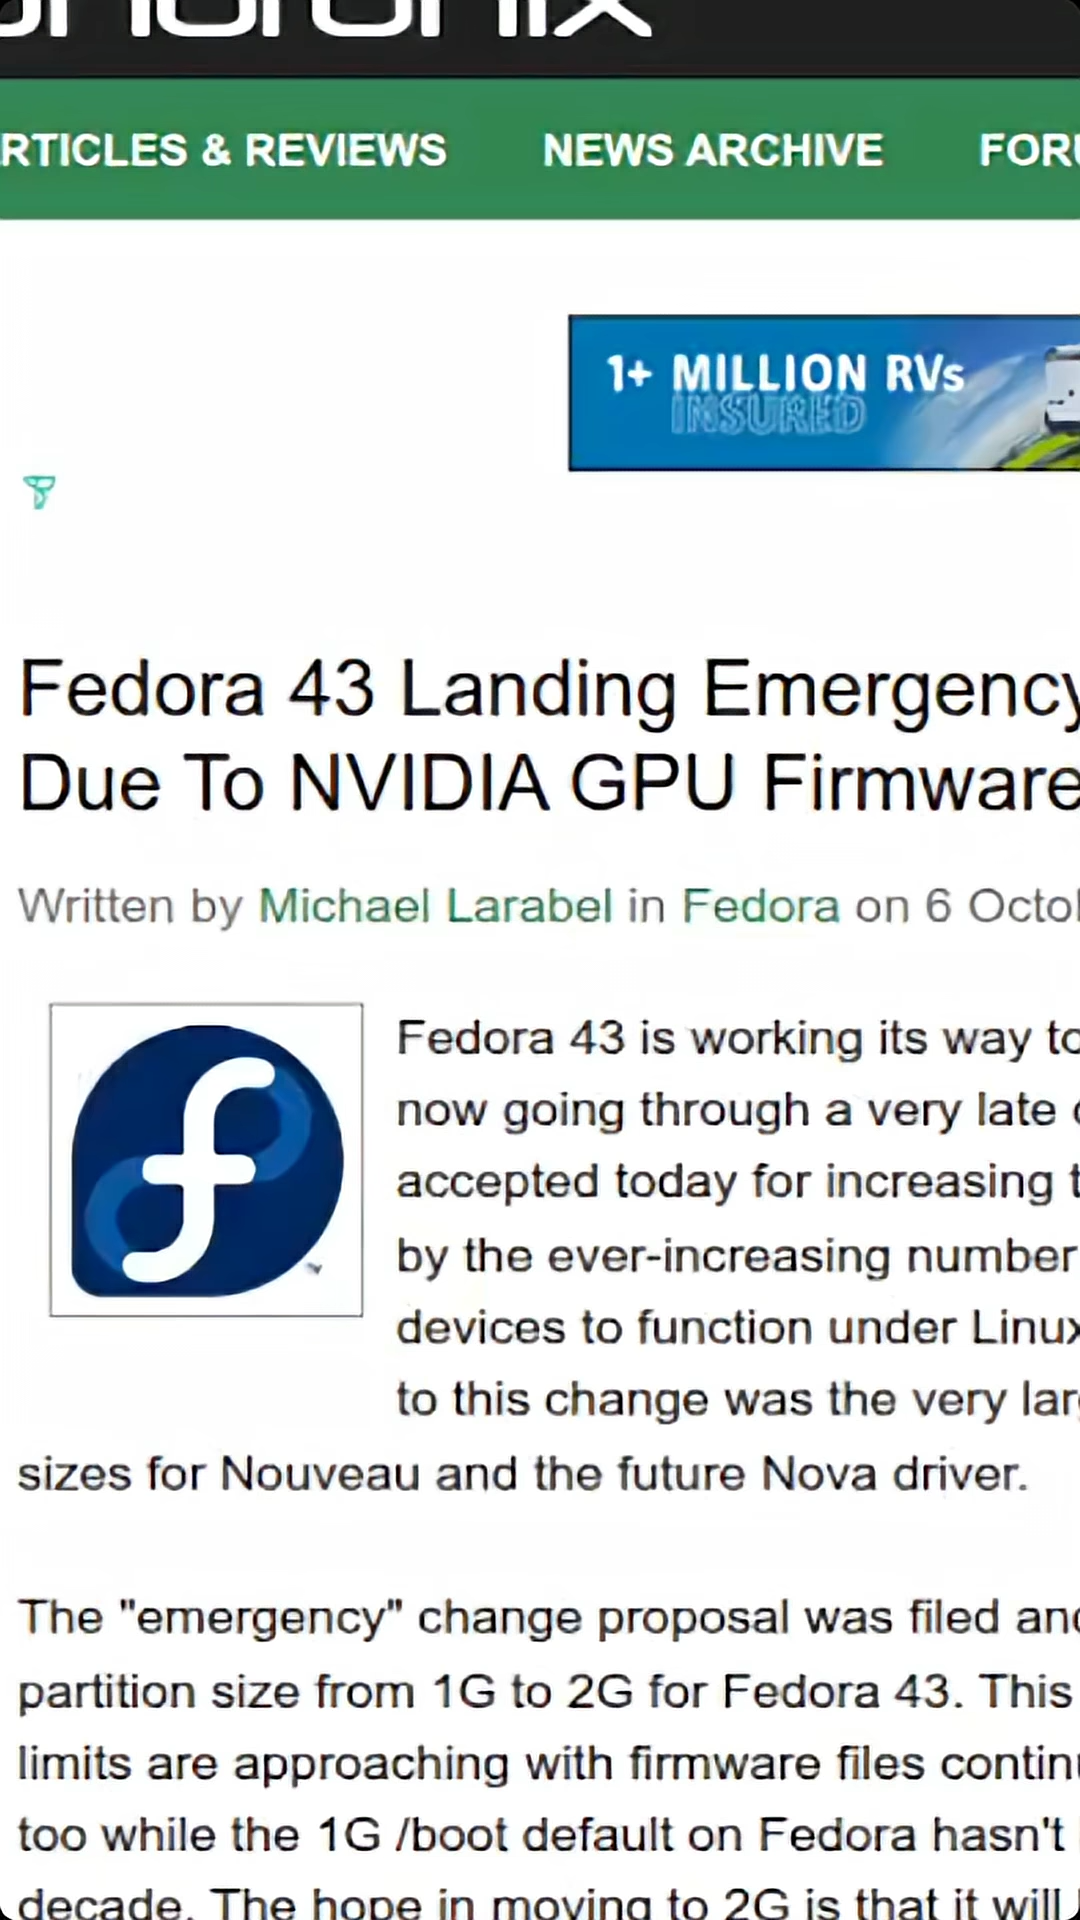 RTICLES & REVIEWS NEWS ARCHIVE FORU
1+ MILLION RVs
INSURED
Fedora 43 Landing Emergency
Due To NVIDIA GPU Firmware
Written by Michael Larabel in Fedora on 6 Octo
Fedora 43 is working its way to
now going through a very late
accepted today for increasing t
by the ever-increasing number
devices to function under Linux
to this change was the very lar
sizes for Nouveau and the future Nova driver.
The "emergency" change proposal was filed and
partition size from 1G to 2G for Fedora 43. This
limits are approaching with firmware files contin
too while the 1G /boot default on Fedora hasn't
decade. The hope in moving to 2G is that it will